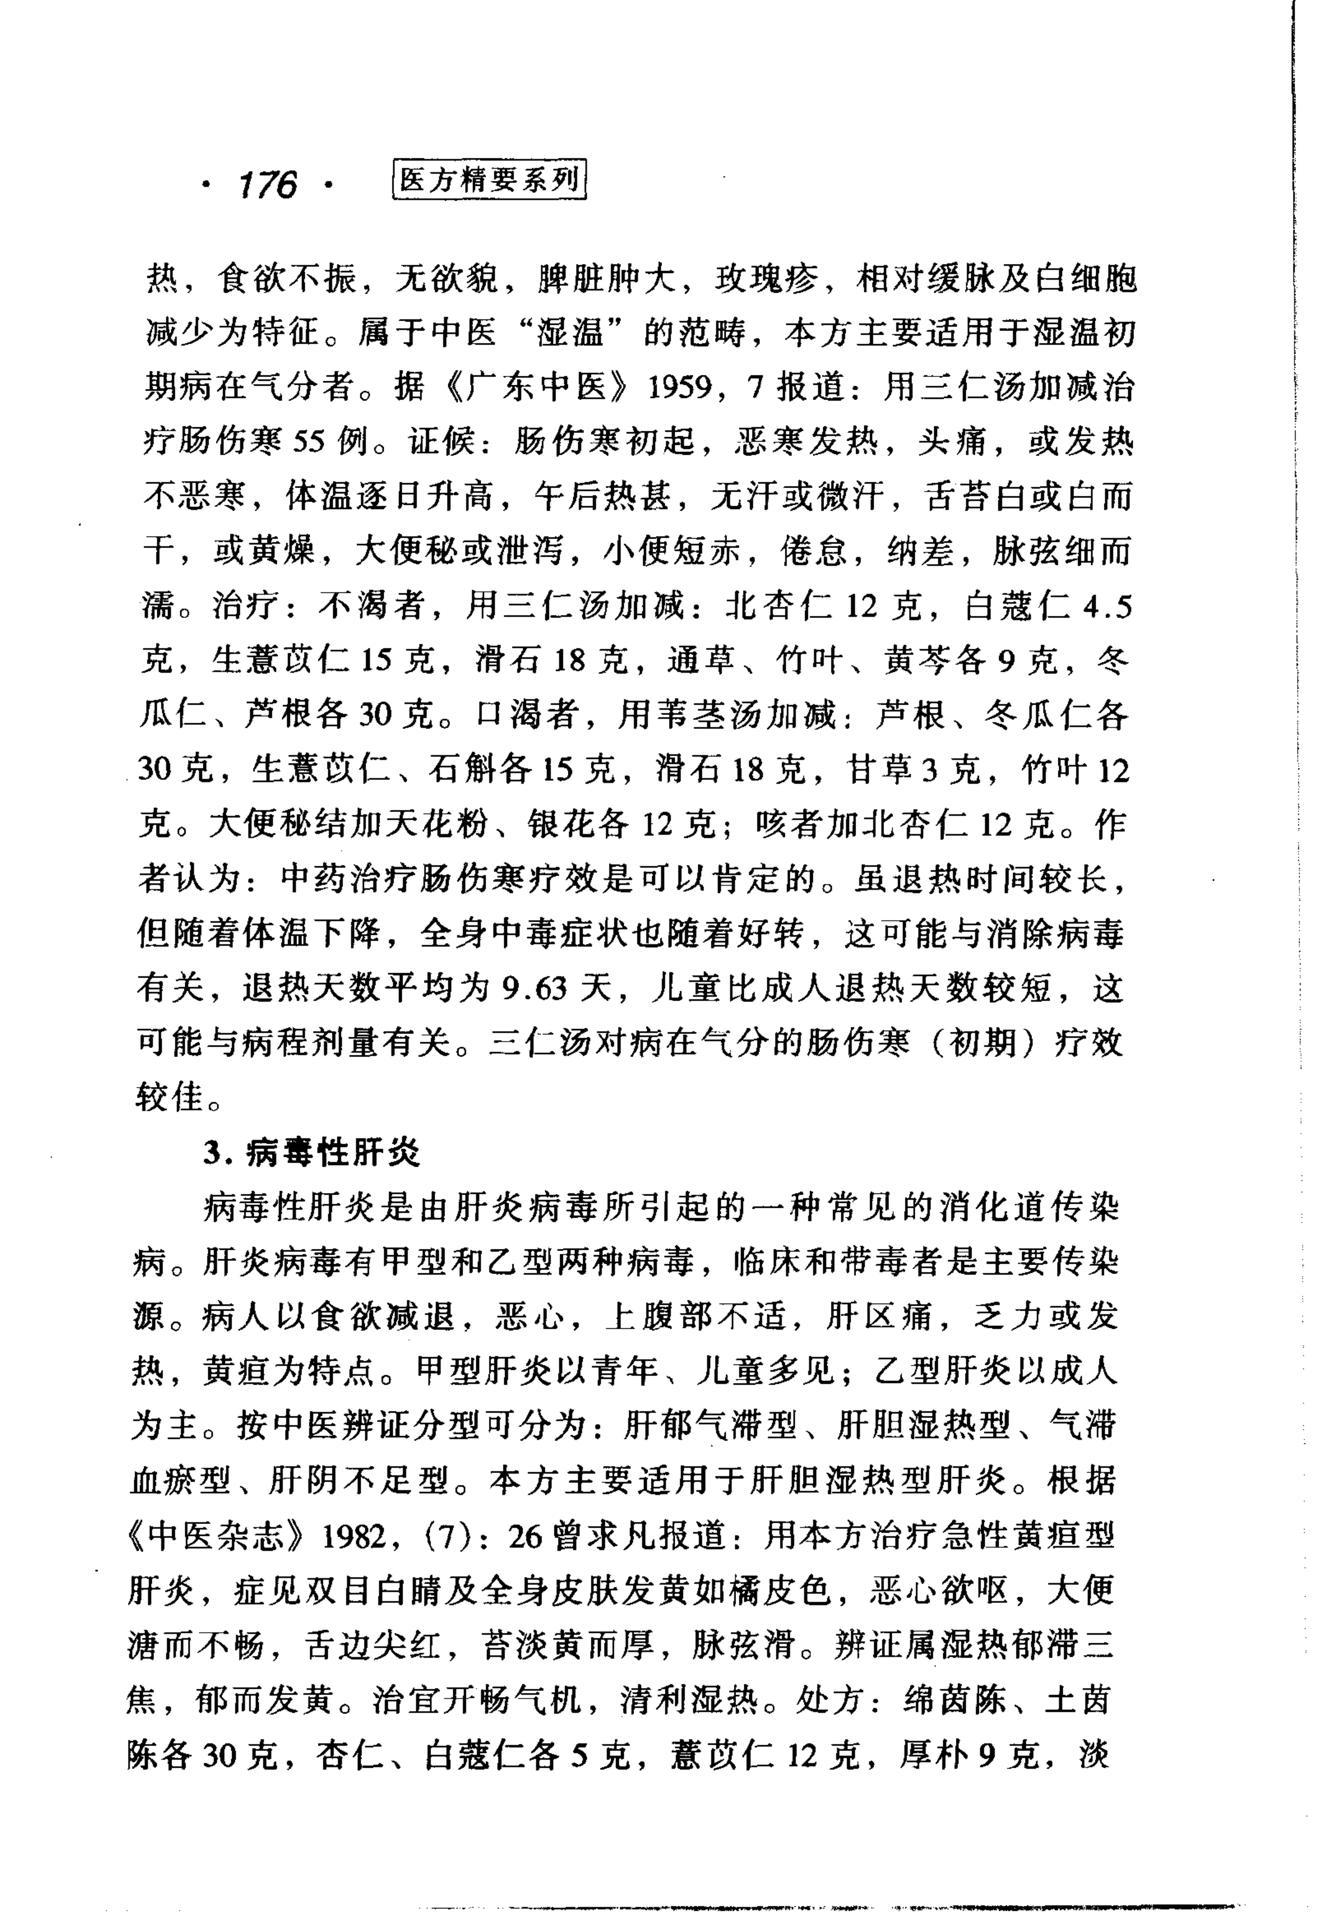 · 176 · 医方精要系列
热，食欲不振，无欲貌，脾脏肿大，玫瑰疹，相对缓脉及白细胞
减少为特征。属于中医“湿温”的范畴，本方主要适用于湿温初
期病在气分者。据《广东中医》1959，7报道：用三仁汤加减治
疗肠伤寒55例。证候：肠伤寒初起，恶寒发热，头痛，或发热
不恶寒，体温逐日升高，午后热甚，无汗或微汗，舌苔白或白而
干，或黄燥，大便秘或泄泻，小便短赤，倦怠，纳差，脉弦细而
濡。治疗：不渴者，用三仁汤加减：北杏仁12克，白蔻仁4.5
克，生薏苡仁15克，滑石18克，通草、竹叶、黄芩各9克，冬
瓜仁、芦根各30克。口渴者，用苇茎汤加减：芦根、冬瓜仁各
30克，生薏苡仁、石斛各15克，滑石18克，甘草3克，竹叶12
克。大便秘结加天花粉、银花各12克；咳者加北杏仁12克。作
者认为：中药治疗肠伤寒疗效是可以肯定的。虽退热时间较长，
但随着体温下降，全身中毒症状也随着好转，这可能与消除病毒
有关，退热天数平均为9.63天，儿童比成人退热天数较短，这
可能与病程剂量有关。三仁汤对病在气分的肠伤寒（初期）疗效
较佳。
3. 病毒性肝炎
病毒性肝炎是由肝炎病毒所引起的一种常见的消化道传染
病。肝炎病毒有甲型和乙型两种病毒，临床和带毒者是主要传染
源。病人以食欲减退，恶心，上腹部不适，肝区痛，乏力或发
热，黄疸为特点。甲型肝炎以青年、儿童多见；乙型肝炎以成人
为主。按中医辨证分型可分为：肝郁气滞型、肝胆湿热型、气滞
血瘀型、肝阴不足型。本方主要适用于肝胆湿热型肝炎。根据
《中医杂志》1982，(7)：26曾求凡报道：用本方治疗急性黄疸型
肝炎，症见双目白睛及全身皮肤发黄如橘皮色，恶心欲呕，大便
溏而不畅，舌边尖红，苔淡黄而厚，脉弦滑。辨证属湿热郁滞三
焦，郁而发黄。治宜开畅气机，清利湿热。处方：绵茵陈、土茵
陈各30克，杏仁、白蔻仁各5克，薏苡仁12克，厚朴9克，淡